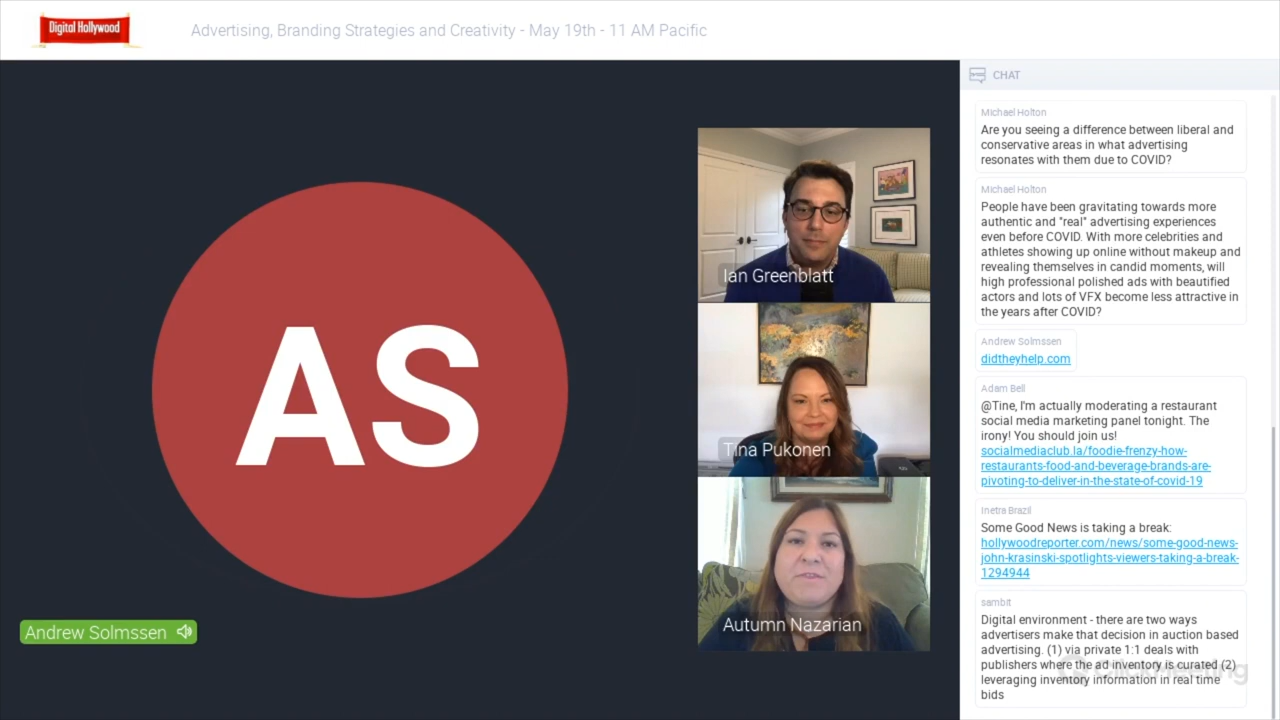 Digital Hollywood
Advertising, Branding Strategies and Creativity - May 19th - 11 AM Pacific
AS
Andrew Solmssen
Ian Greenblatt
Tina Pukonen
Autumn Nazarian
CHAT
Michael Holton
Are you seeing a difference between liberal and
conservative areas in what advertising
resonates with them due to COVID?
Michael Holton
People have been gravitating towards more
authentic and "real" advertising experiences
even before COVID. With more celebrities and
athletes showing up online without makeup and
revealing themselves in candid moments, will
high professional polished ads with beautified
actors and lots of VFX become less attractive in
the years after COVID?
Andrew Solmssen
didtheyhelp.com
Adam Bell
@Tine, I'm actually moderating a restaurant
social media marketing panel tonight. The
irony! You should join us!
socialmediaclub.la/foodie-frenzy-how-
restaurants-food-and-beverage-brands-are-
pivoting-to-deliver-in-the-state-of-covid-19
Inetra Brazil
Some Good News is taking a break:
hollywoodreporter.com/news/some-good-news-
john-krasinski-spotlights-viewers-taking-a-break-
1294944
sambit
Digital environment - there are two ways
advertisers make that decision in auction based
advertising. (1) via private 1:1 deals with
publishers where the ad inventory is curated (2)
leveraging inventory information in real time
bids
ClickMeeting